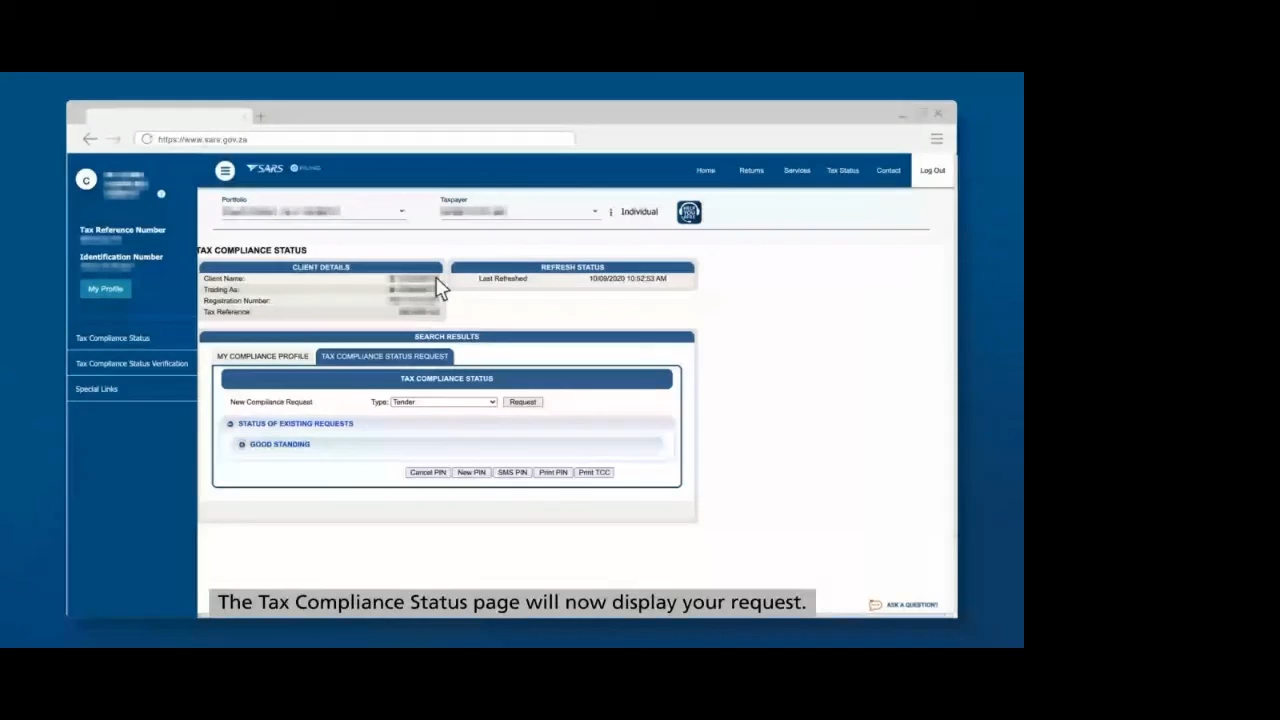 https://www.sars.gov.za
C
SARS
Home
Returns
Services
Tax Status
Contact
Log Out
Portfolio
Taxpayer
Individual
Tax Reference Number
Identification Number
My Profile
Tax Compliance Status
Tax Compliance Status Verification
Special Links
TAX COMPLIANCE STATUS
CLIENT DETAILS
Client Name:
Trading As:
Registration Number:
Tax Reference:
REFRESH STATUS
Last Refreshed: 10/09/2020 10:52:53 AM
SEARCH RESULTS
MY COMPLIANCE PROFILE
TAX COMPLIANCE STATUS REQUEST
TAX COMPLIANCE STATUS
New Compliance Request Type: Tender Request
STATUS OF EXISTING REQUESTS
GOOD STANDING
Cancel PIN New PIN SMS PIN Print PIN Print TCC
The Tax Compliance Status page will now display your request.
ASK A QUESTION?